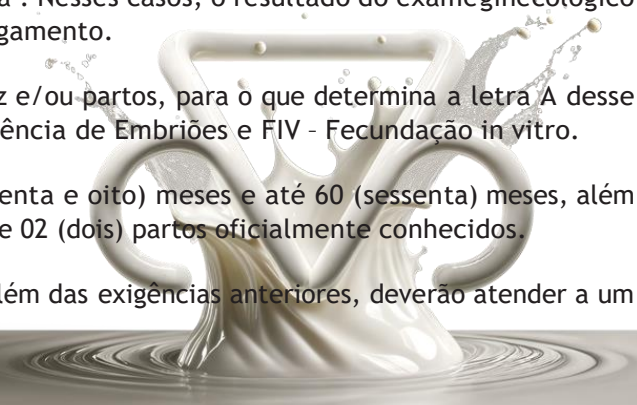 a". Nesses casos, o resultado do exame ginecológico
gamento.
z e/ou partos, para o que determina a letra A desse
ência de Embriões e FIV – Fecundação in vitro.
enta e oito) meses e até 60 (sessenta) meses, além
e 02 (dois) partos oficialmente conhecidos.
lém das exigências anteriores, deverão atender a um